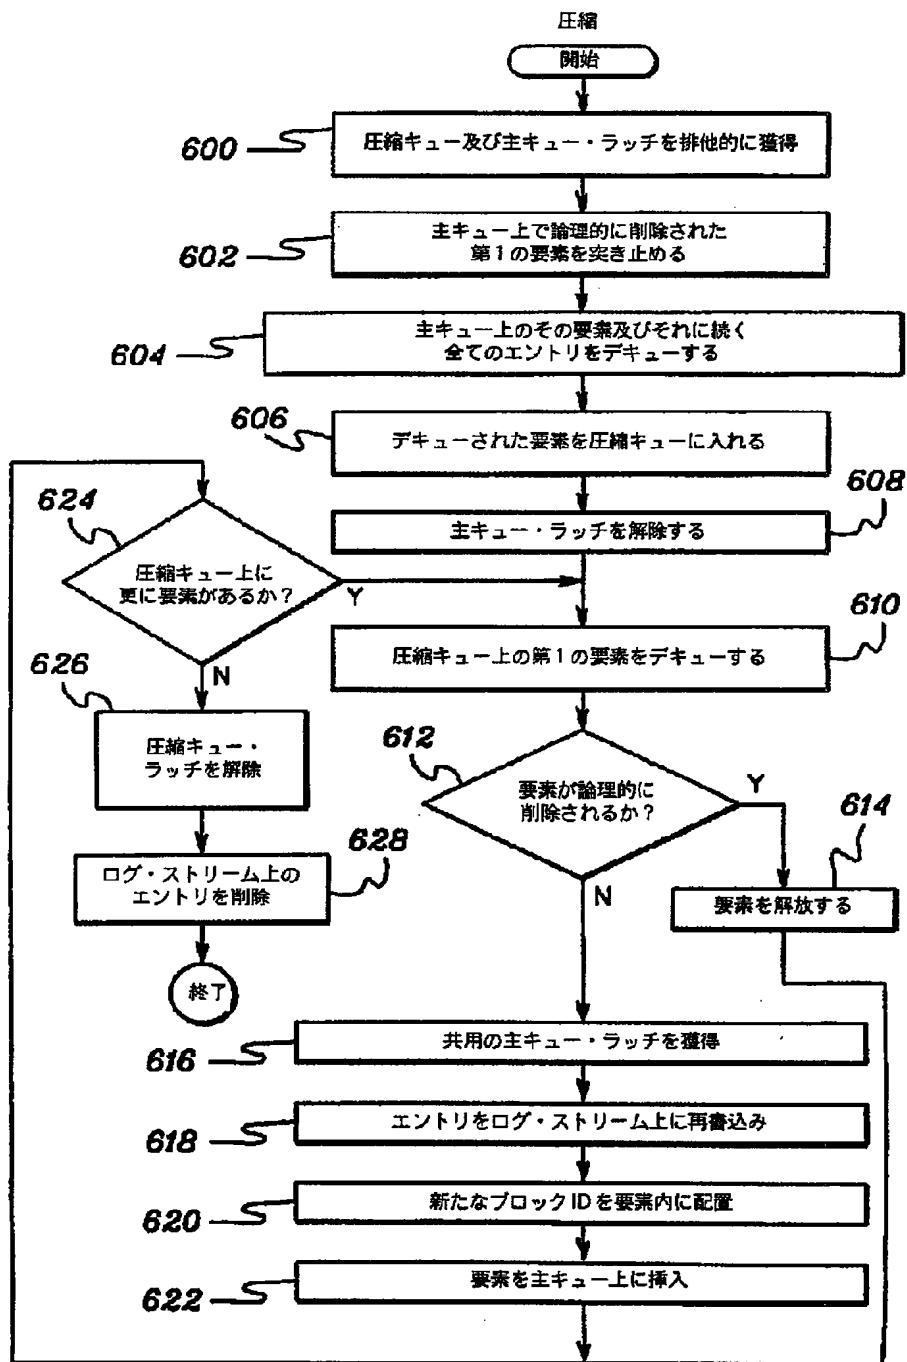 圧縮
開始
600
圧縮キュー及び主キュー・ラッチを排他的に獲得
602
主キュー上で論理的に削除された
第1の要素を突き止める
604
主キュー上のその要素及びそれに続く
全てのエントリをデキューする
606
デキューされた要素を圧縮キューに入れる
608
主キュー・ラッチを解除する
624
圧縮キュー上に
更に要素があるか?
Y
N
610
圧縮キュー上の第1の要素をデキューする
626
圧縮キュー・
ラッチを解除
612
要素が論理的に
削除されるか?
Y
N
614
要素を解放する
628
ログ・ストリーム上の
エントリを削除
終了
616
共用の主キュー・ラッチを獲得
618
エントリをログ・ストリーム上に再書込み
620
新たなブロックIDを要素内に配置
622
要素を主キュー上に挿入